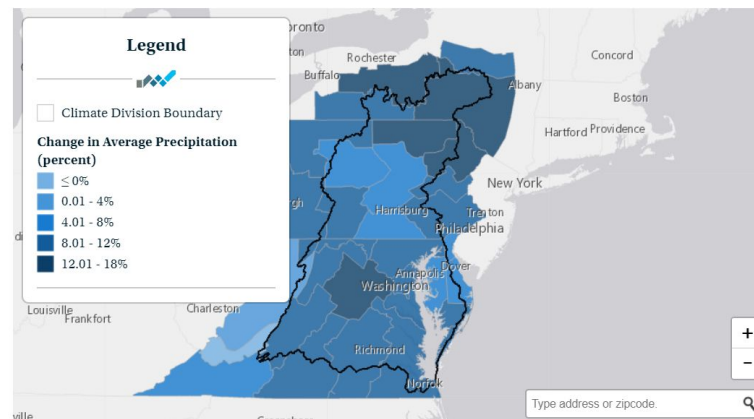 Legend
Climate Division Boundary
Change in Average Precipitation
(percent)
≤ 0%
0.01 - 4%
4.01 - 8%
8.01 - 12%
12.01 - 18%
Rochester
Buffalo
Albany
Concord
Boston
Hartford
Providence
New York
Harrisburg
Trenton
Philadelphia
Annapolis
Dover
Washington
Charleston
Louisville
Frankfort
Richmond
Norfolk
+
−
Type address or zipcode.